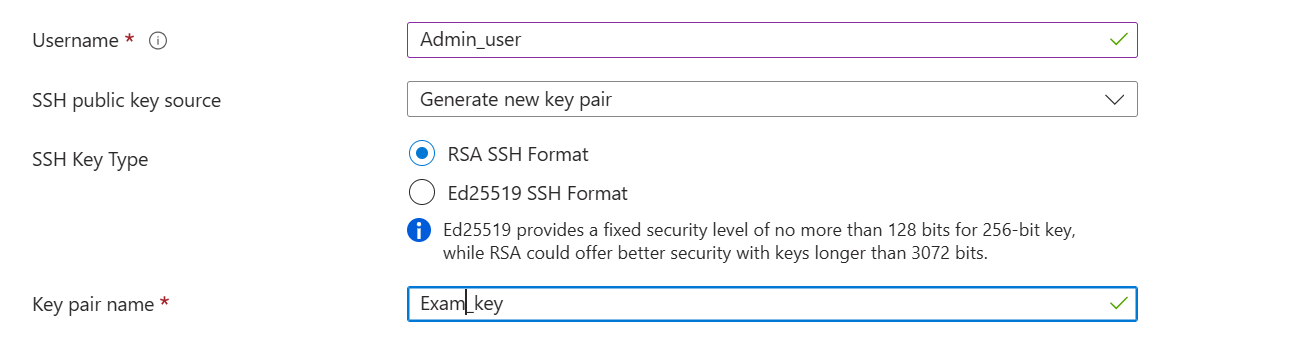 Username *
Admin_user
SSH public key source
Generate new key pair
SSH Key Type
RSA SSH Format
Ed25519 SSH Format
Ed25519 provides a fixed security level of no more than 128 bits for 256-bit key,
while RSA could offer better security with keys longer than 3072 bits.
Key pair name *
Exam_key